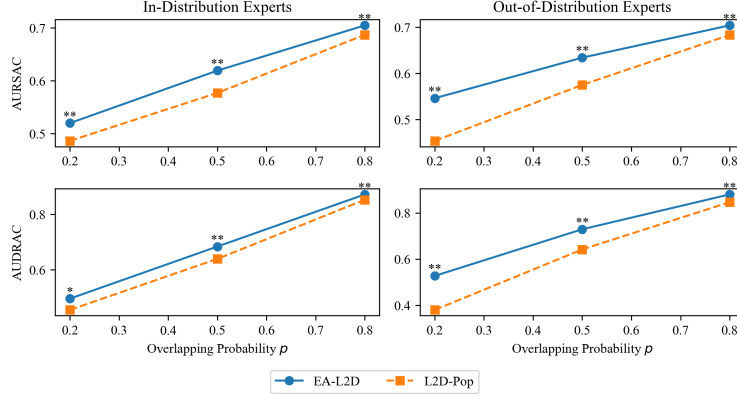 In-Distribution Experts
Out-of-Distribution Experts
AURSAC
0.7
0.6
0.5
** ** **
0.2 0.3 0.4 0.5 0.6 0.7 0.8
0.7
0.6
0.5
** ** **
0.2 0.3 0.4 0.5 0.6 0.7 0.8
AUDRAC
0.8
0.6
* ** **
0.2 0.3 0.4 0.5 0.6 0.7 0.8
Overlapping Probability p
0.8
0.6
0.4
** ** **
0.2 0.3 0.4 0.5 0.6 0.7 0.8
Overlapping Probability p
EA-L2D L2D-Pop